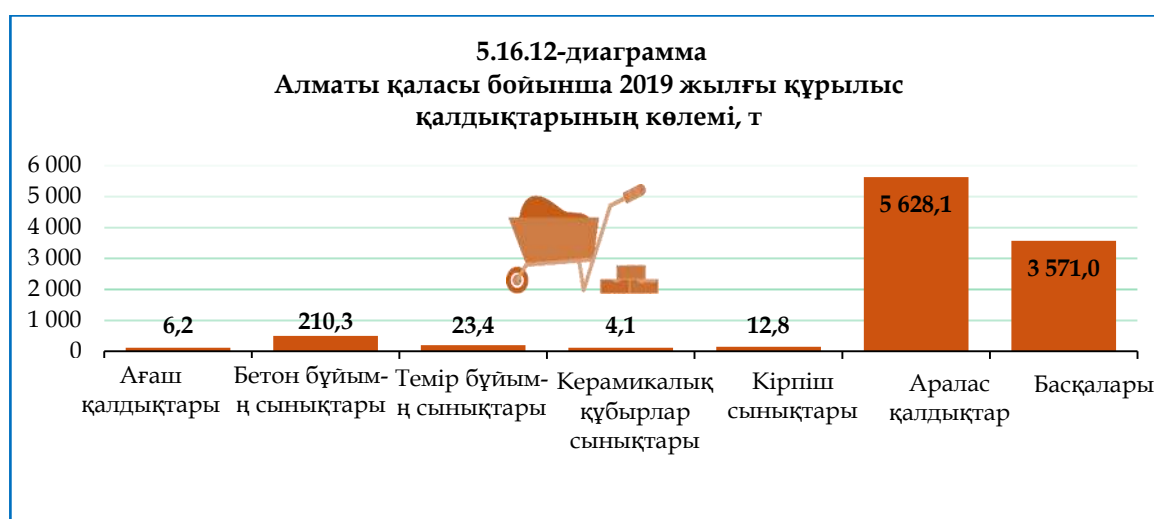 5.16.12-диаграмма
Алматы қаласы бойынша 2019 жылғы құрылыс
қалдықтарының көлемі, т
6 000
5 000
4 000
3 000
2 000
1 000
0
6,2
210,3
23,4
4,1
12,8
5 628,1
3 571,0
Ағаш
қалдықтары
Бетон бұйым-
ң сынықтары
Темір бұйым-
ң сынықтары
Керамикалық
құбырлар
сынықтары
Кірпіш
сынықтары
Аралас
қалдықтар
Басқалары